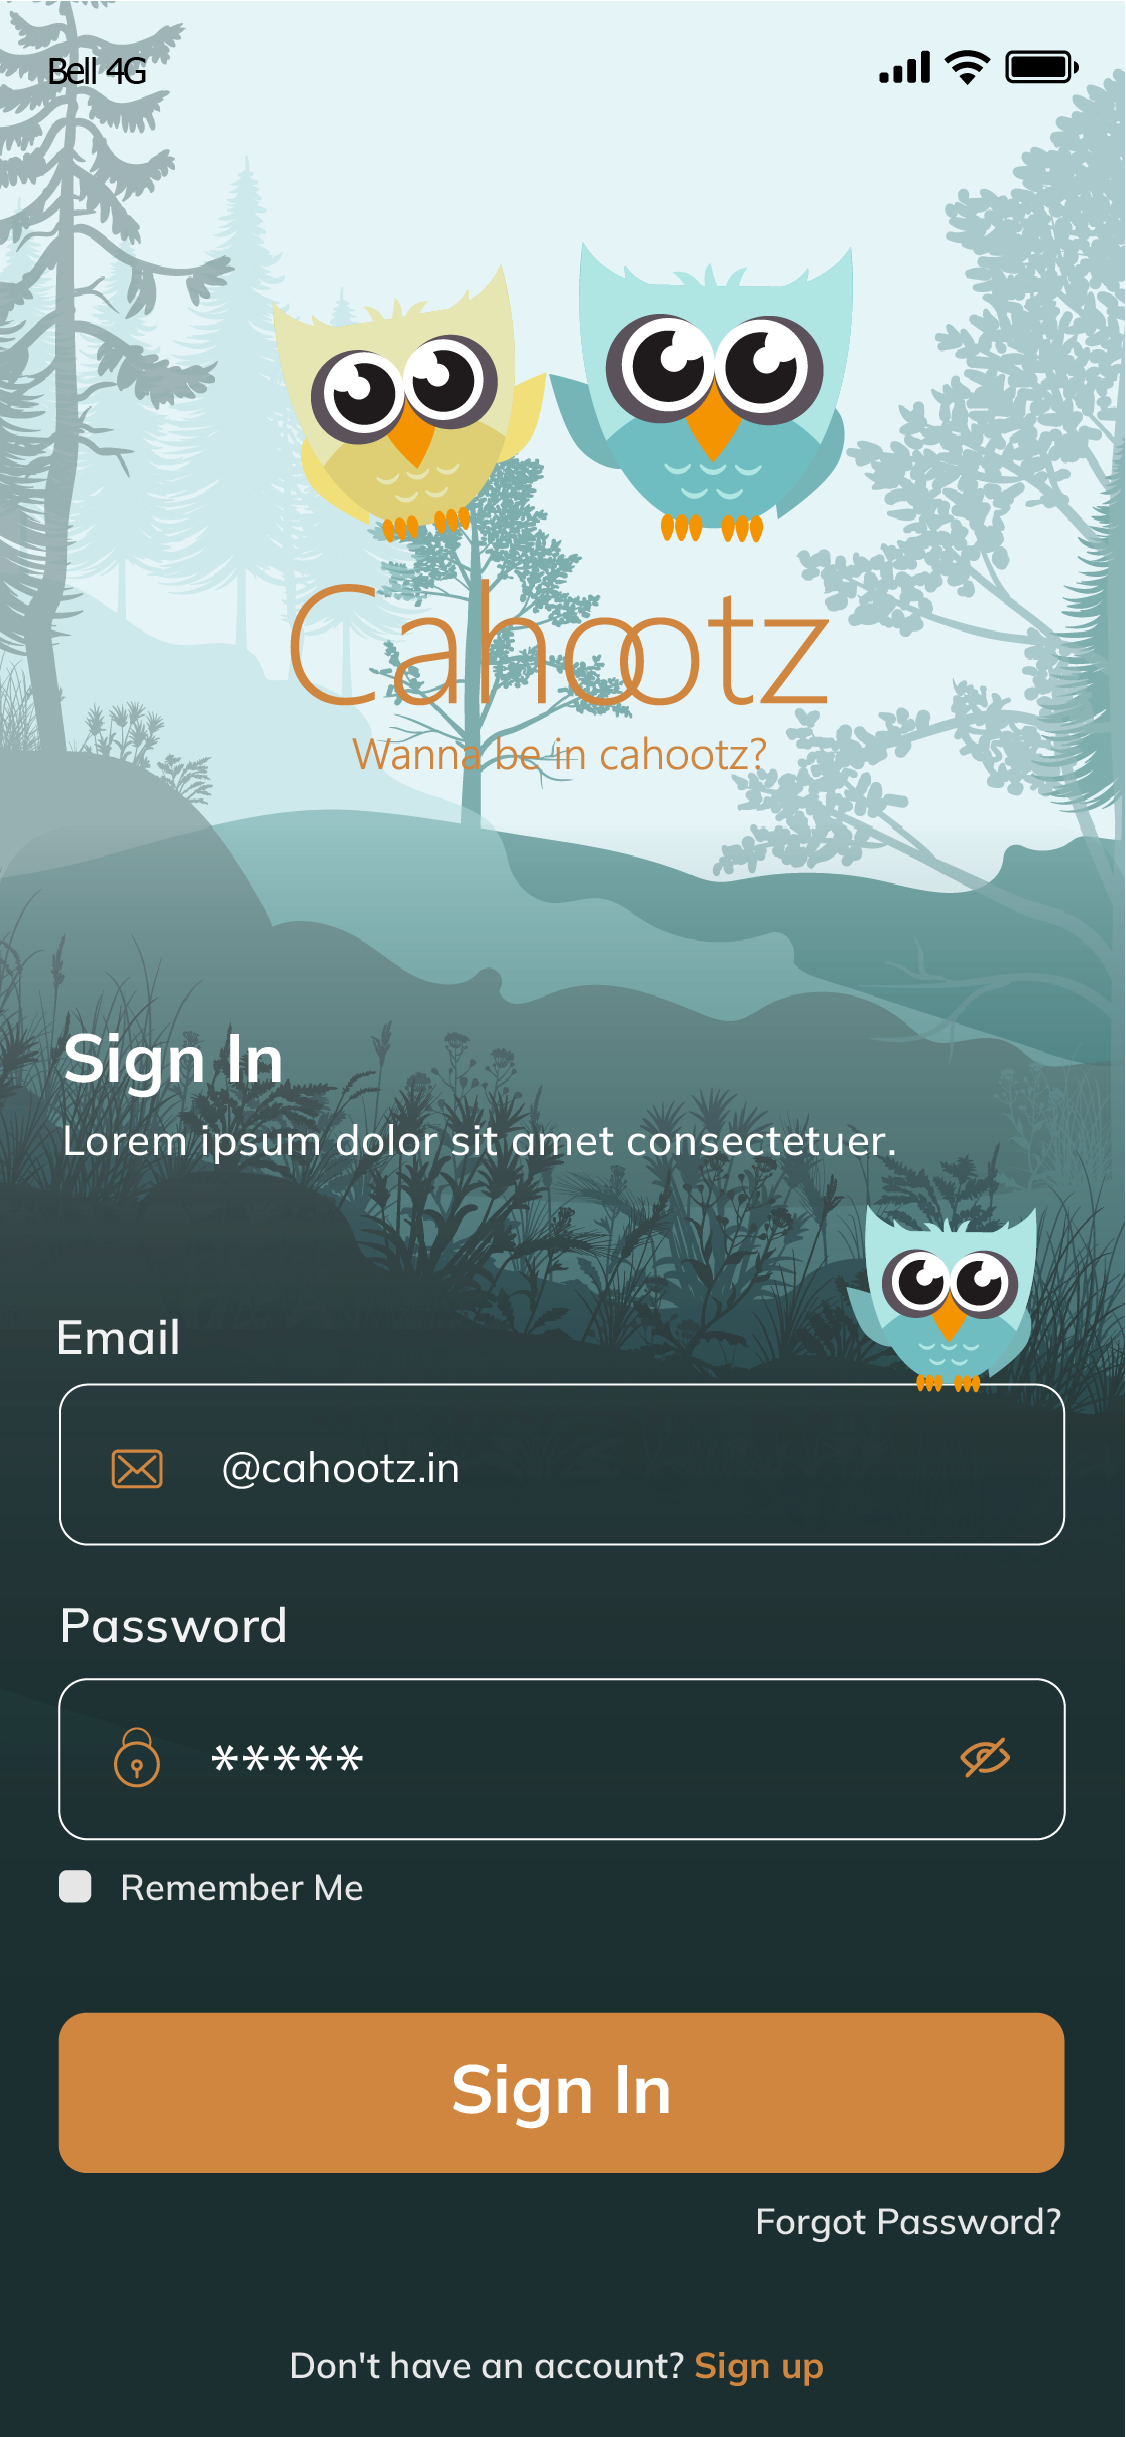 Bell 4G
Cahootz
Wanna be in cahootz?
Sign In
Lorem ipsum dolor sit amet consectetuer.
Email
@cahootz.in
Password
*****
Remember Me
Sign In
Forgot Password?
Don't have an account? Sign up